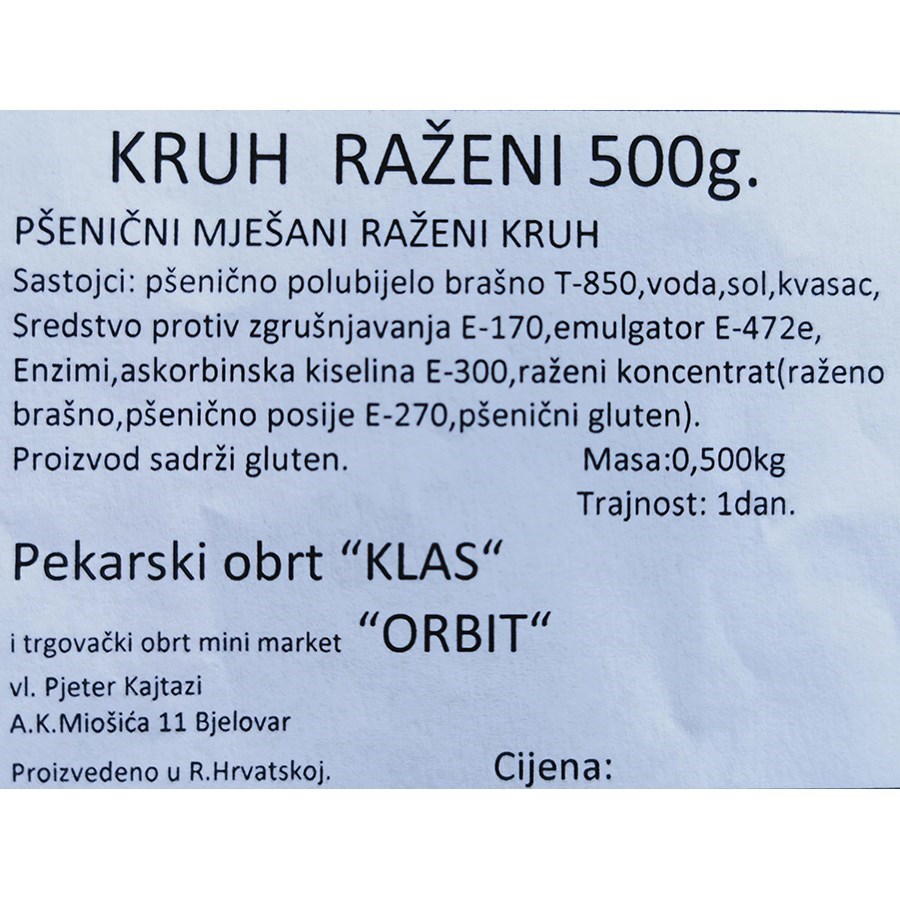 KRUH RAŽENI 500g.
PŠENIČNI MJEŠANI RAŽENI KRUH
Sastojci: pšenično polubijelo brašno T-850,voda,sol,kvasac,
Sredstvo protiv zgrušnjavanja E-170,emulgator E-472e,
Enzimi,askorbinska kiselina E-300,raženi koncentrat(raženo
brašno,pšenično posije E-270,pšenični gluten).
Proizvod sadrži gluten. Masa:0,500kg
Trajnost: 1dan.
Pekarski obrt “KLAS“
i trgovački obrt mini market “ORBIT“
vl. Pjeter Kajtazi
A.K.Miošića 11 Bjelovar
Proizvedeno u R.Hrvatskoj. Cijena: